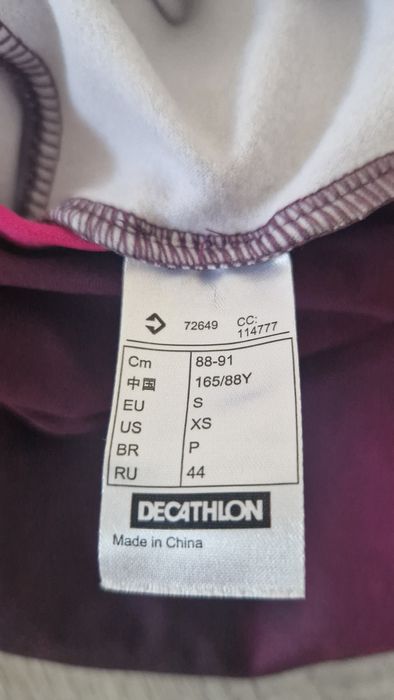 72649 CC: 114777
Cm 88-91
中国 165/88Y
EU S
US XS
BR P
RU 44
DECATHLON
Made in China